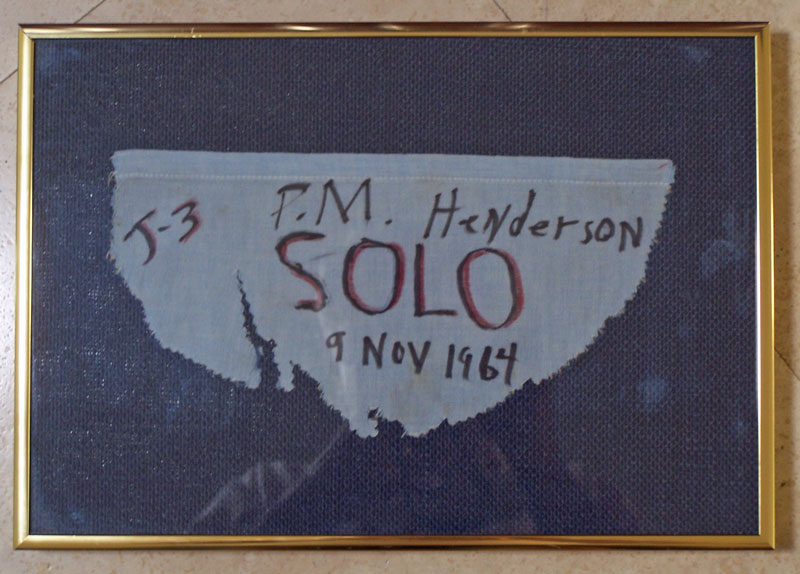 J-3
P.M. Henderson
SOLO
9 NOV 1964